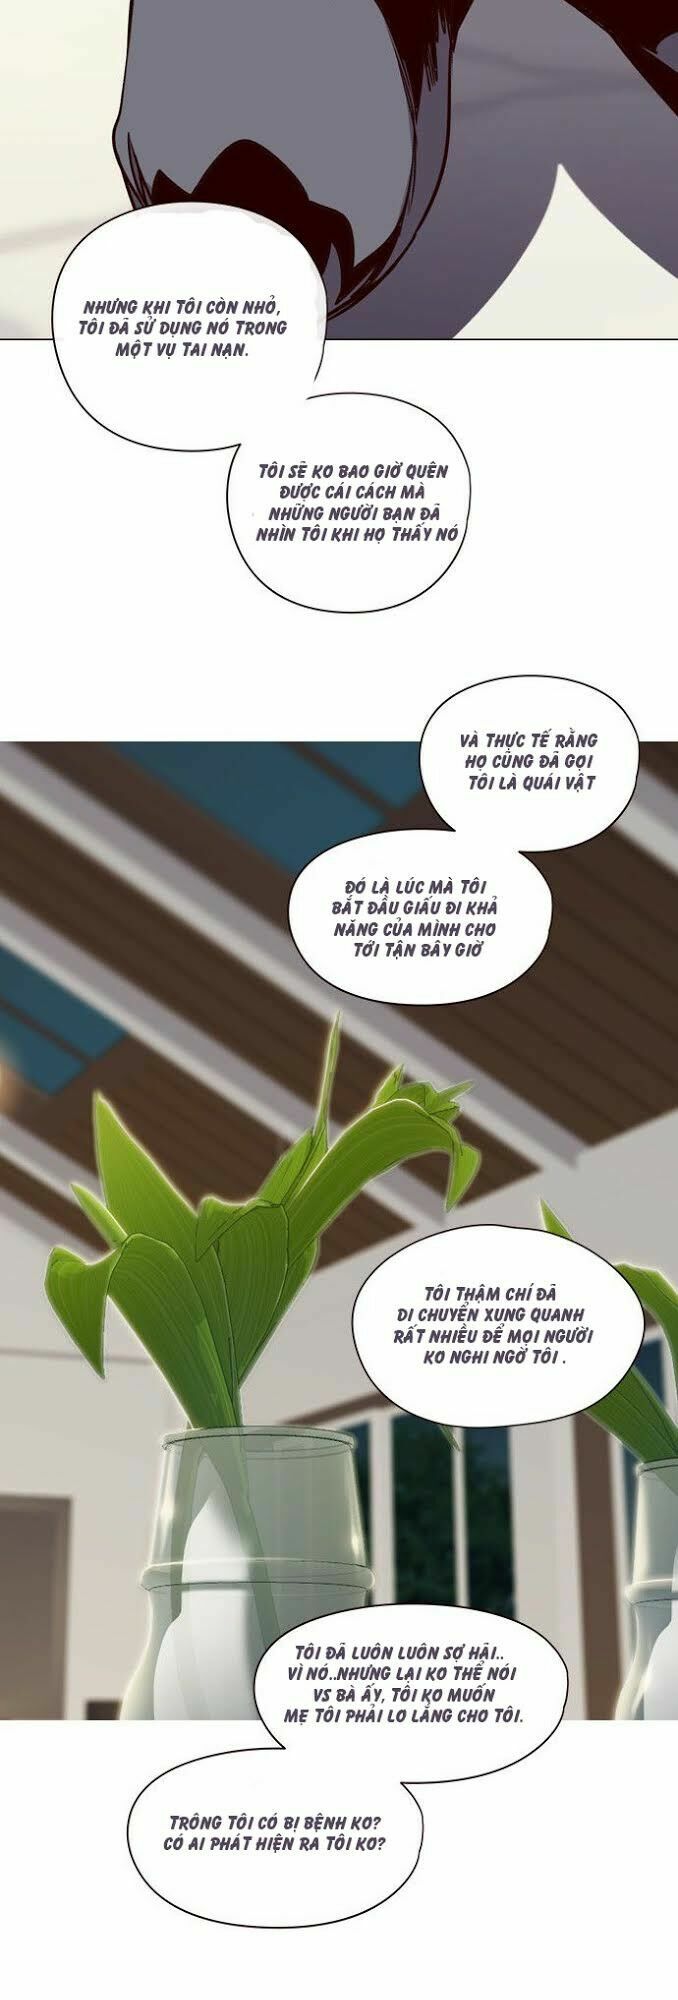 NHƯNG KHI TÔI CÒN NHỎ,
TÔI ĐÃ SỬ DỤNG NÓ TRONG
MỘT VỤ TAI NẠN.
TÔI SẼ KO BAO GIỜ QUÊN
ĐƯỢC CÁI CÁCH MÀ
NHỮNG NGƯỜI BẠN ĐÃ
NHÌN TÔI KHI HỌ THẤY NÓ
VÀ THỰC TẾ RẰNG
HỌ CŨNG ĐÃ GỌI
TÔI LÀ QUÁI VẬT
ĐÓ LÀ LÚC MÀ TÔI
BẮT ĐẦU GIẤU ĐI KHẢ
NĂNG CỦA MÌNH CHO
TỚI TẬN BÂY GIỜ
TÔI THẬM CHÍ ĐÃ
DI CHUYỂN XUNG QUANH
RẤT NHIỀU ĐỂ MỌI NGƯỜI
KO NGHI NGỜ TÔI .
TÔI ĐÃ LUÔN LUÔN SỢ HÃI..
VÌ NÓ..NHƯNG LẠI KO THỂ NÓI
VS BÀ ẤY, TÔI KO MUỐN
MẸ TÔI PHẢI LO LẮNG CHO TÔI.
TRÔNG TÔI CÓ BỊ BỆNH KO?
CÓ AI PHÁT HIỆN RA TÔI KO?